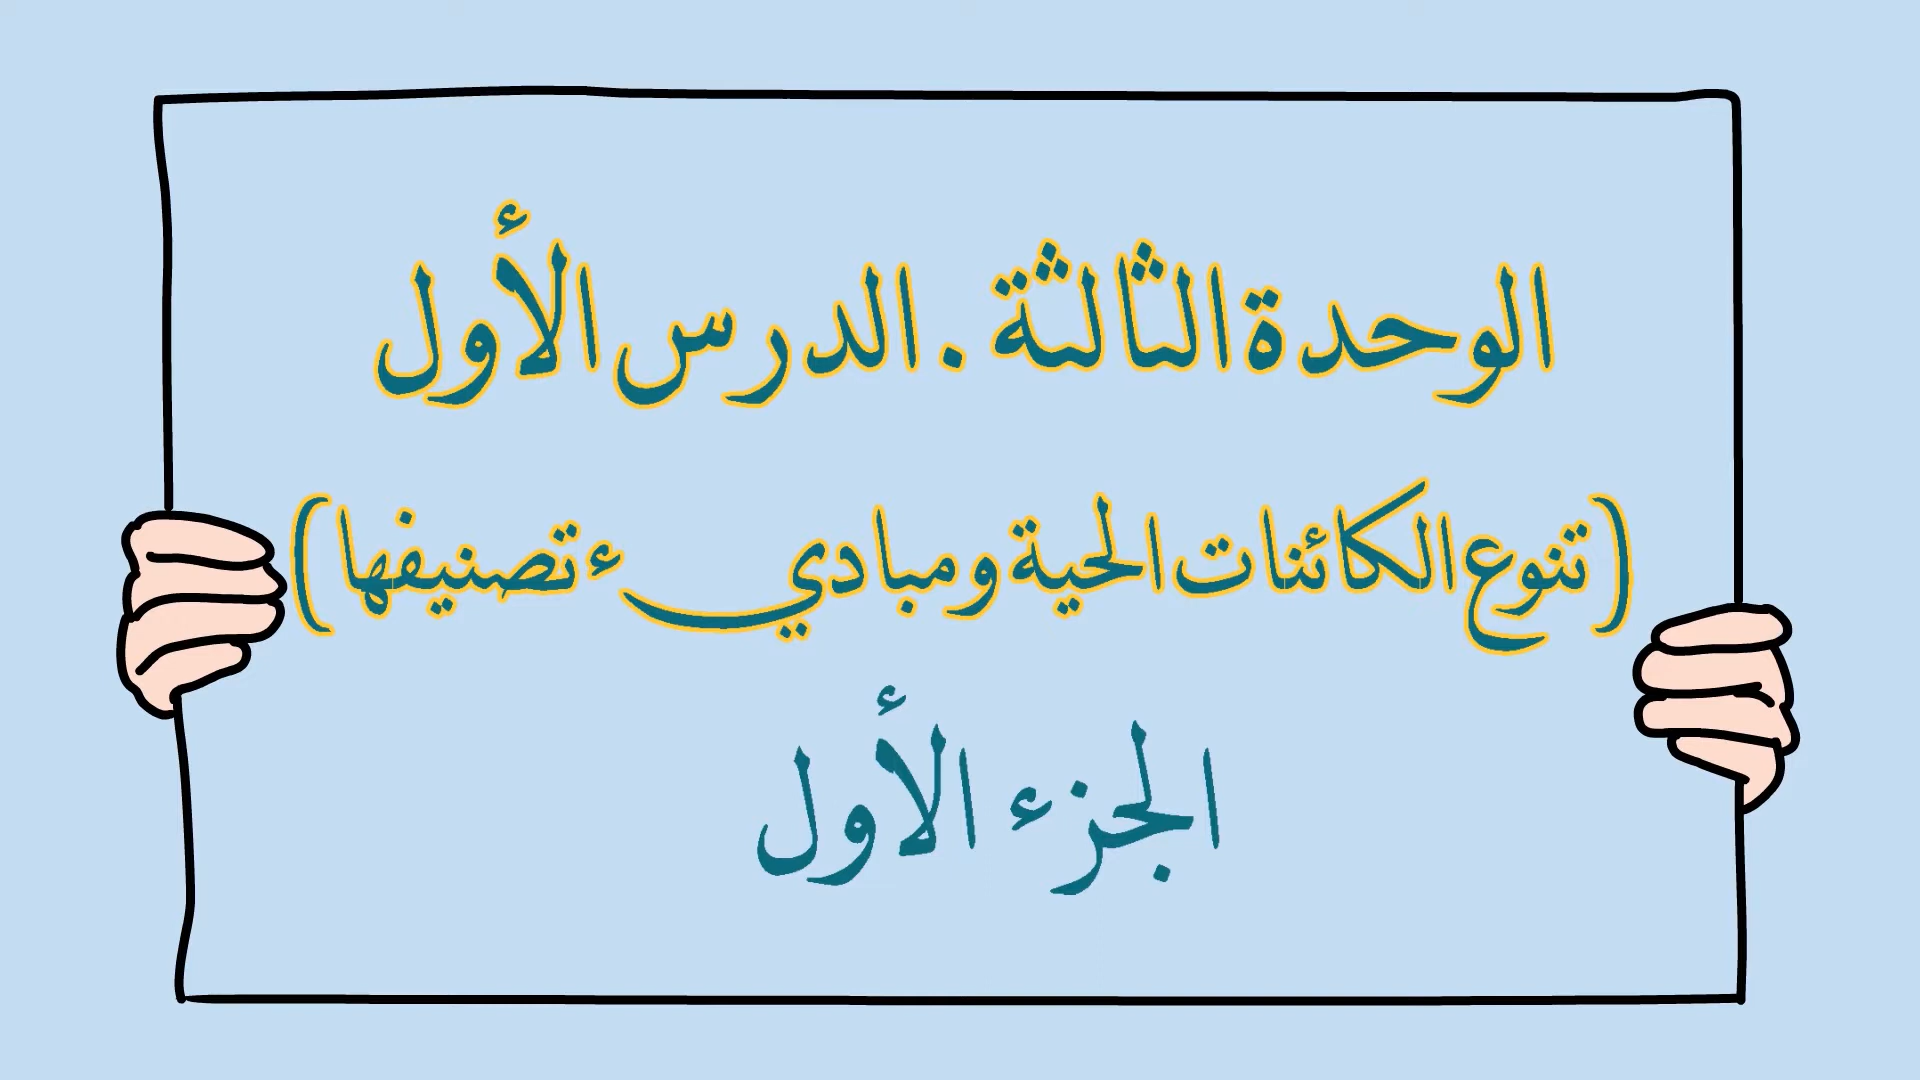 الوحدة الثالثة . الدرس الأول
(تنوع الكائنات الحية ومبادئ تصنيفها)
الجزء الأول